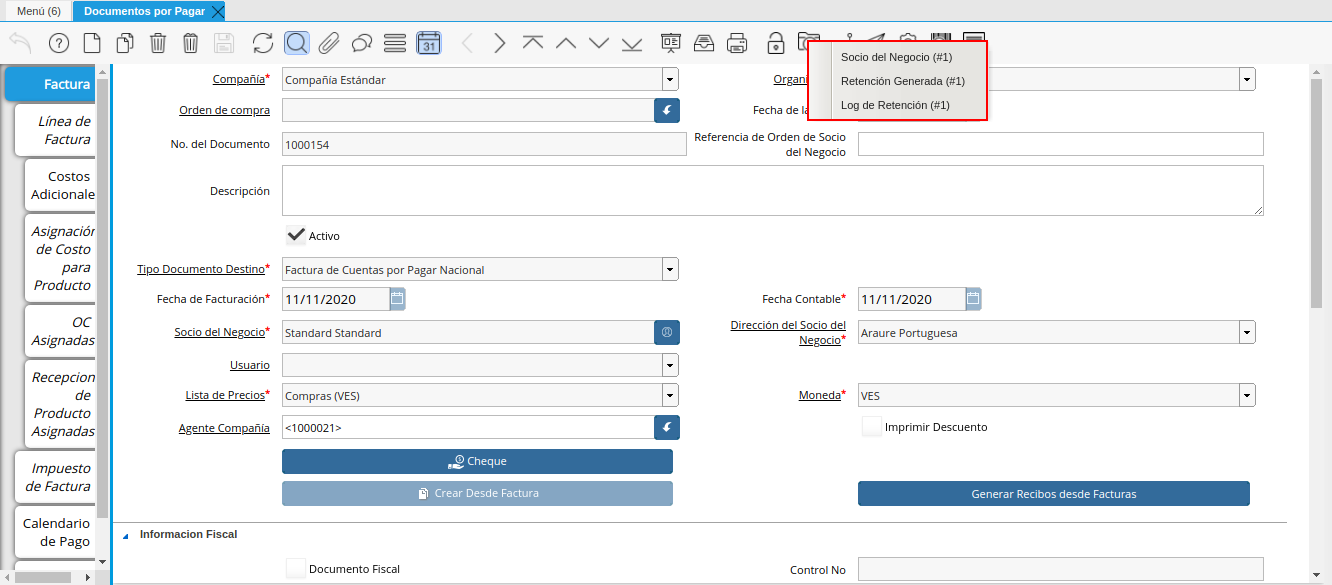 Menú (6)
Documentos por Pagar
31
Socio del Negocio (#1)
Retención Generada (#1)
Log de Retención (#1)
Factura
Línea de
Factura
Costos
Adicionale
Asignación
de Costo
para
Producto
OC
Asignadas
Recepcion
de
Producto
Asignadas
Impuesto
de Factura
Calendario
de Pago
Compañía*
Compañía Estándar
Organi
Orden de compra
Fecha de la
No. del Documento
1000154
Referencia de Orden de Socio
del Negocio
Descripción
Activo
Tipo Documento Destino*
Factura de Cuentas por Pagar Nacional
Fecha de Facturación*
11/11/2020
Fecha Contable*
11/11/2020
Socio del Negocio*
Standard Standard
Dirección del Socio del
Negocio*
Araure Portuguesa
Usuario
Lista de Precios*
Compras (VES)
Moneda*
VES
Agente Compañía
<1000021>
Imprimir Descuento
Cheque
Crear Desde Factura
Generar Recibos desde Facturas
Informacion Fiscal
Documento Fiscal
Control No